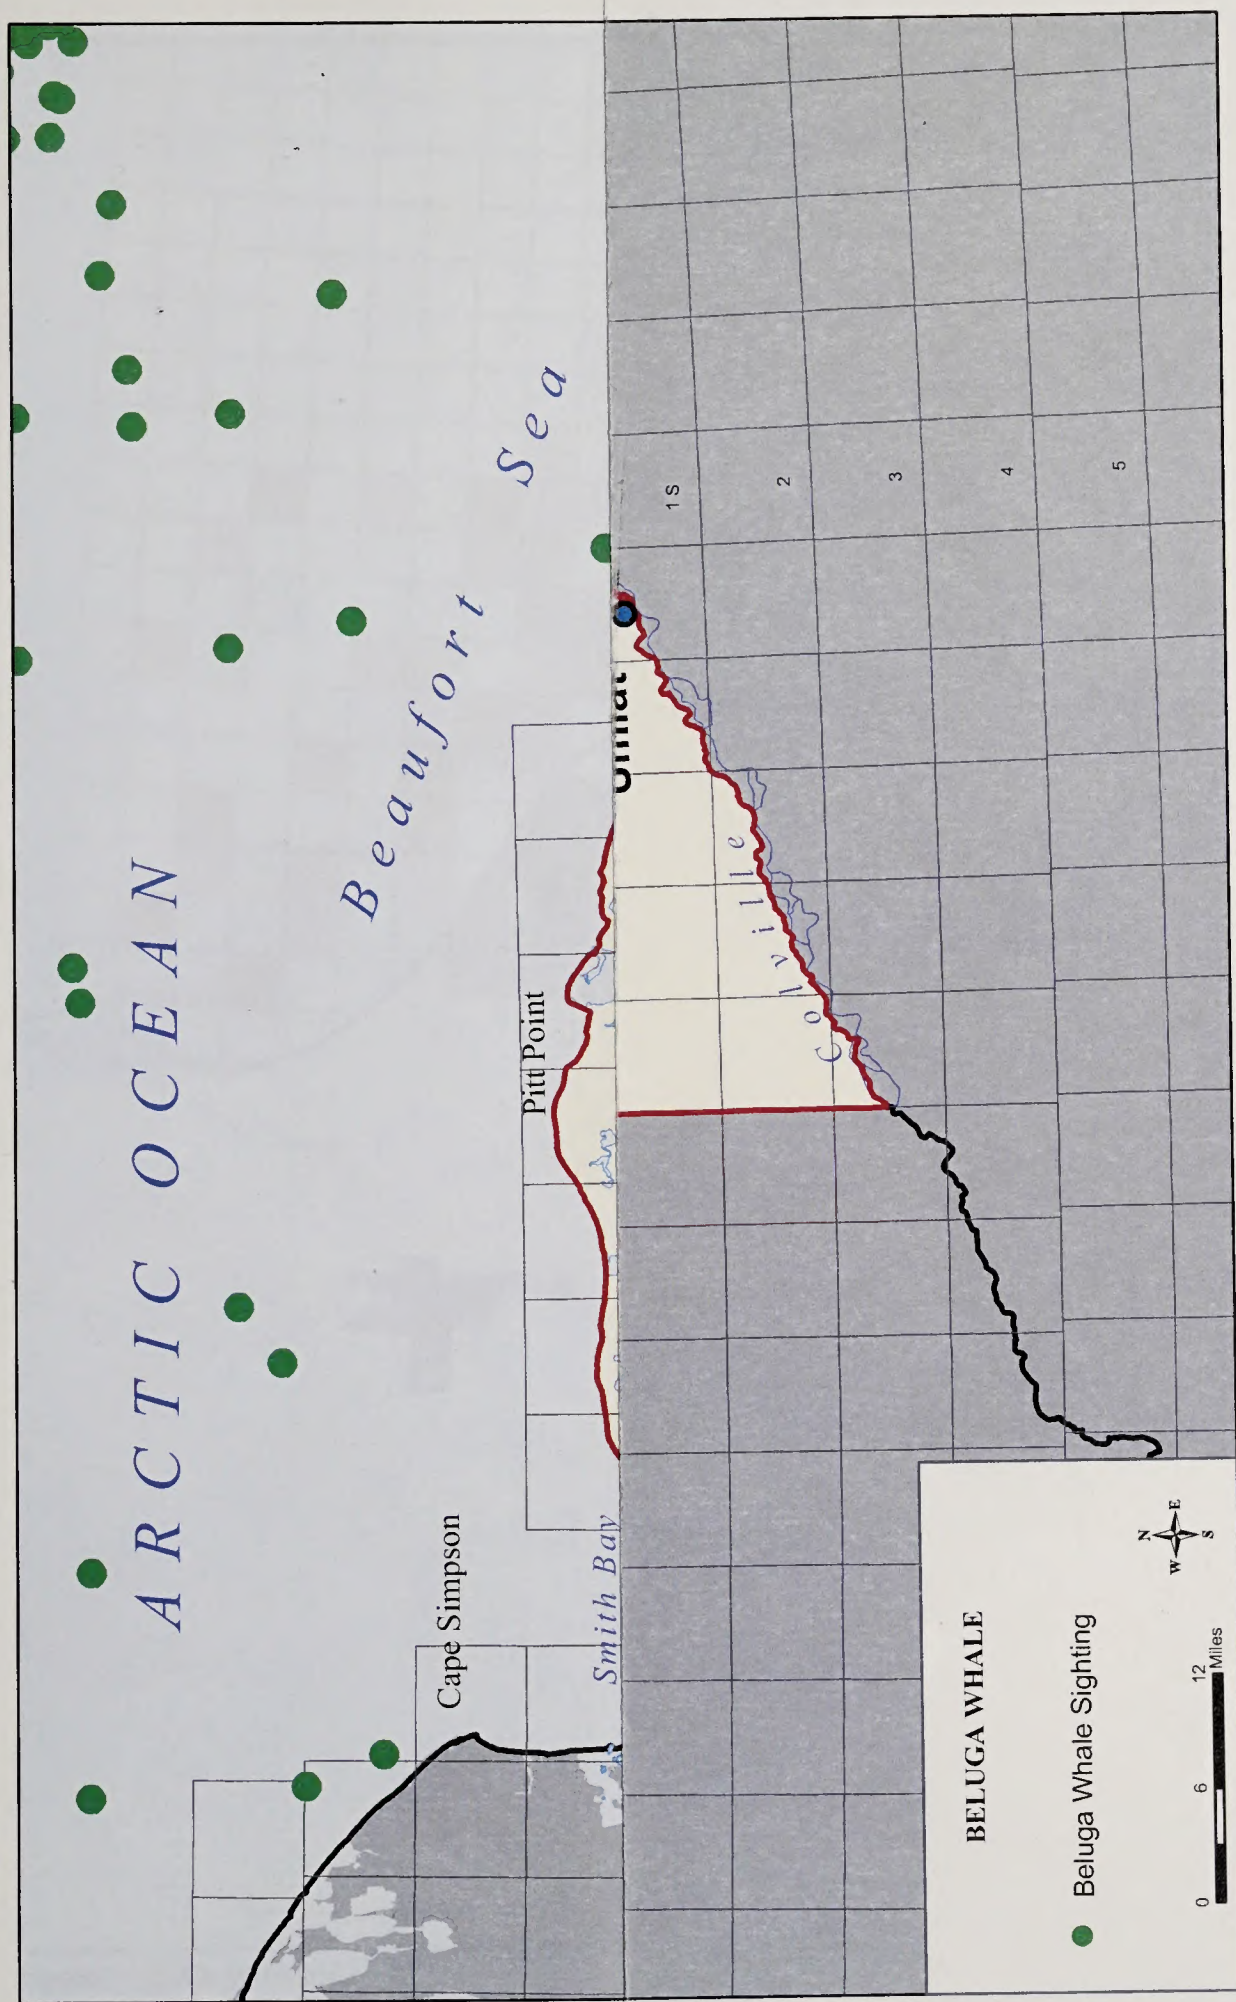 ARCTIC OCEAN
Beaufort Sea
Cape Simpson
Pitt Point
Smith Bay
Colville
1 S
2
3
4
5
BELUGA WHALE
Beluga Whale Sighting
0 6 12
Miles
N
W E
S